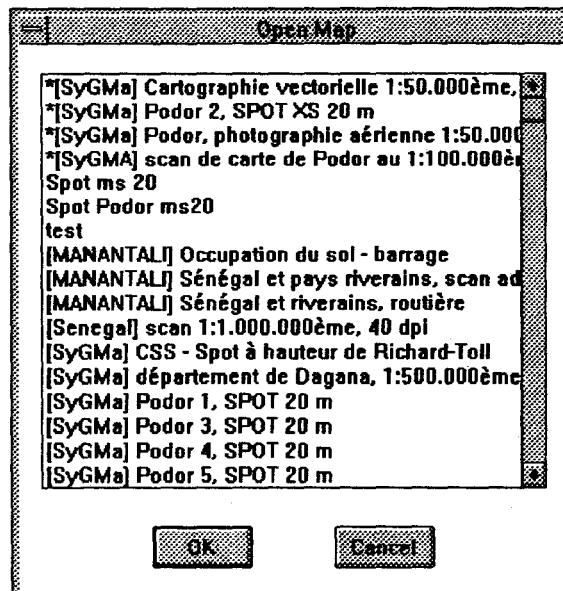 Open Map
*[SyGMa] Cartographie vectorielle 1:50.000ème,
*[SyGMa] Podor 2, SPOT XS 20 m
*[SyGMa] Podor, photographie aérienne 1:50.000
*[SyGMA] scan de carte de Podor au 1:100.000è
Spot ms 20
Spot Podor ms20
test
[MANANTALI] Occupation du sol - barrage
[MANANTALI] Sénégal et pays riverains, scan ad
[MANANTALI] Sénégal et riverains, routière
[Senegal] scan 1:1.000.000ème, 40 dpi
[SyGMa] CSS - Spot à hauteur de Richard-Toll
[SyGMa] département de Dagana, 1:500.000ème
[SyGMa] Podor 1, SPOT 20 m
[SyGMa] Podor 3, SPOT 20 m
[SyGMa] Podor 4, SPOT 20 m
[SyGMa] Podor 5, SPOT 20 m
OK
Cancel